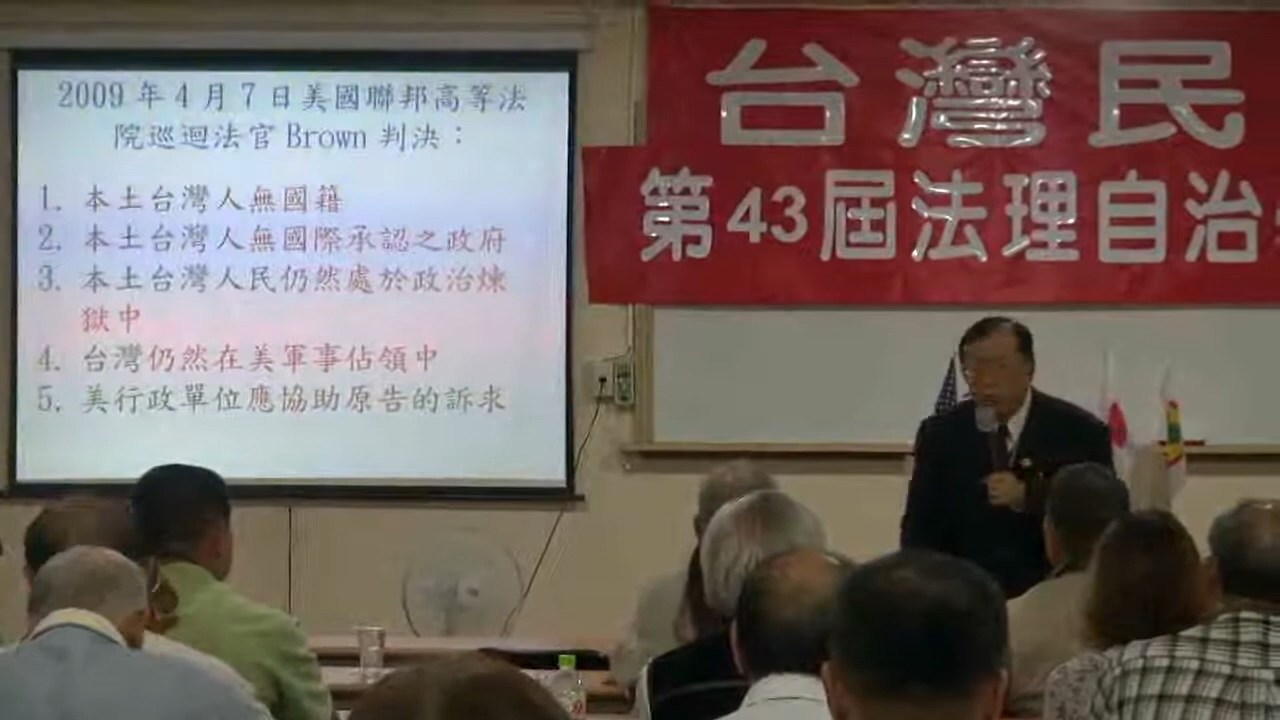 2009 年 4 月 7 日美國聯邦高等法
院巡迴法官 Brown 判決：
1. 本土台灣人無國籍
2. 本土台灣人無國際承認之政府
3. 本土台灣人民仍然處於政治煉
獄中
4. 台灣仍然在美軍事佔領中
5. 美行政單位應協助原告的訴求
台灣民
第43屆法理自治